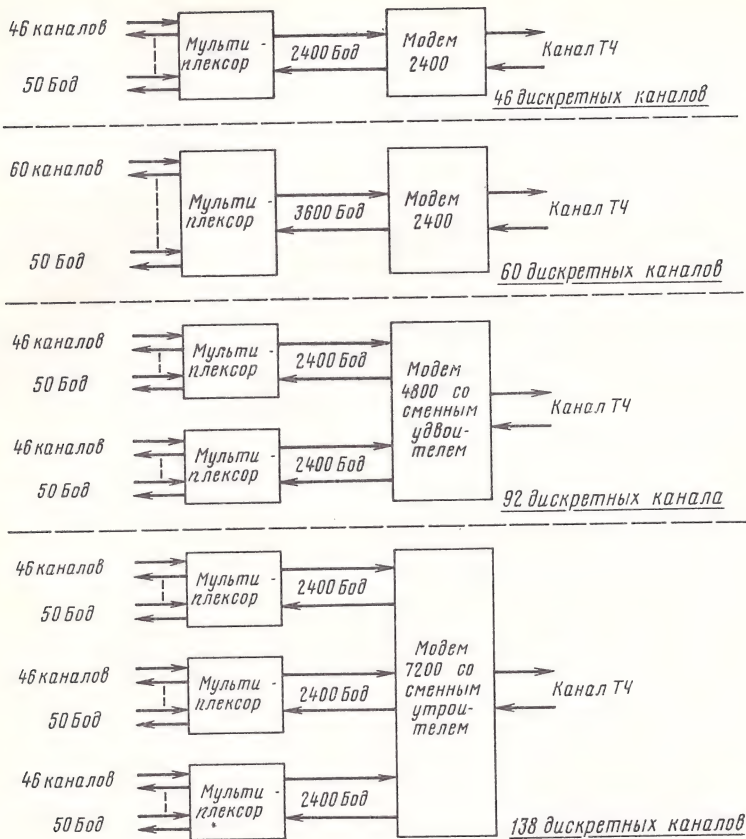 46 каналов
50 Бод
Мульти-
плексор
2400 Бод
Модем
2400
Канал ТЧ
46 дискретных каналов
60 каналов
50 Бод
Мульти-
плексор
3600 Бод
Модем
2400
Канал ТЧ
60 дискретных каналов
46 каналов
50 Бод
Мульти-
плексор
2400 Бод
46 каналов
50 Бод
Мульти-
плексор
2400 Бод
Модем
4800 со
сменным
удвои-
телем
Канал ТЧ
92 дискретных канала
46 каналов
50 Бод
Мульти-
плексор
2400 Бод
46 каналов
50 Бод
Мульти-
плексор
2400 Бод
46 каналов
50 Бод
Мульти-
плексор
2400 Бод
Модем
7200 со
сменным
утрои-
телем
Канал ТЧ
138 дискретных каналов